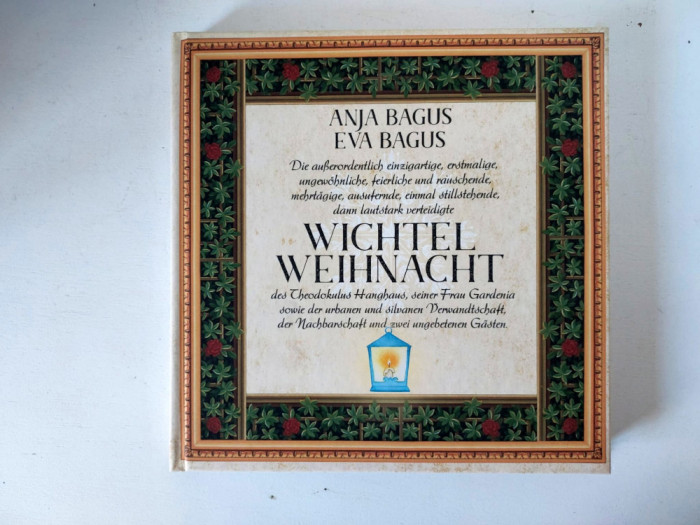 ANJA BAGUS
EVA BAGUS
Die außerordentlich einzigartige, erstmalige,
ungewöhnliche, feierliche und rauschende,
mehrtägige, ausufernde, einmal stillstehende,
dann lautstark verteidigte
WICHTEL
WEIHNACHT
des Theodokulus Hanghaus, seiner Frau Gardenia
sowie der urbanen und silvanen Verwandtschaft,
der Nachbarschaft und zwei ungebetenen Gästen.